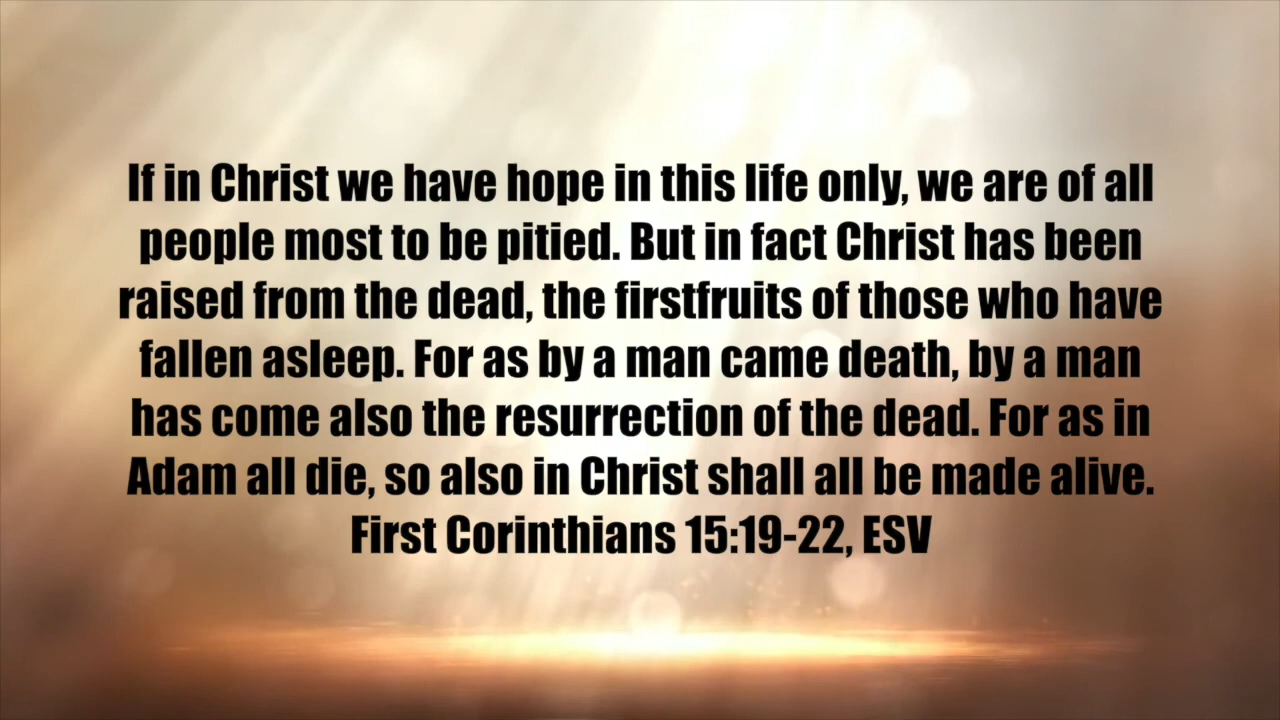 If in Christ we have hope in this life only, we are of all
people most to be pitied. But in fact Christ has been
raised from the dead, the firstfruits of those who have
fallen asleep. For as by a man came death, by a man
has come also the resurrection of the dead. For as in
Adam all die, so also in Christ shall all be made alive.
First Corinthians 15:19-22, ESV